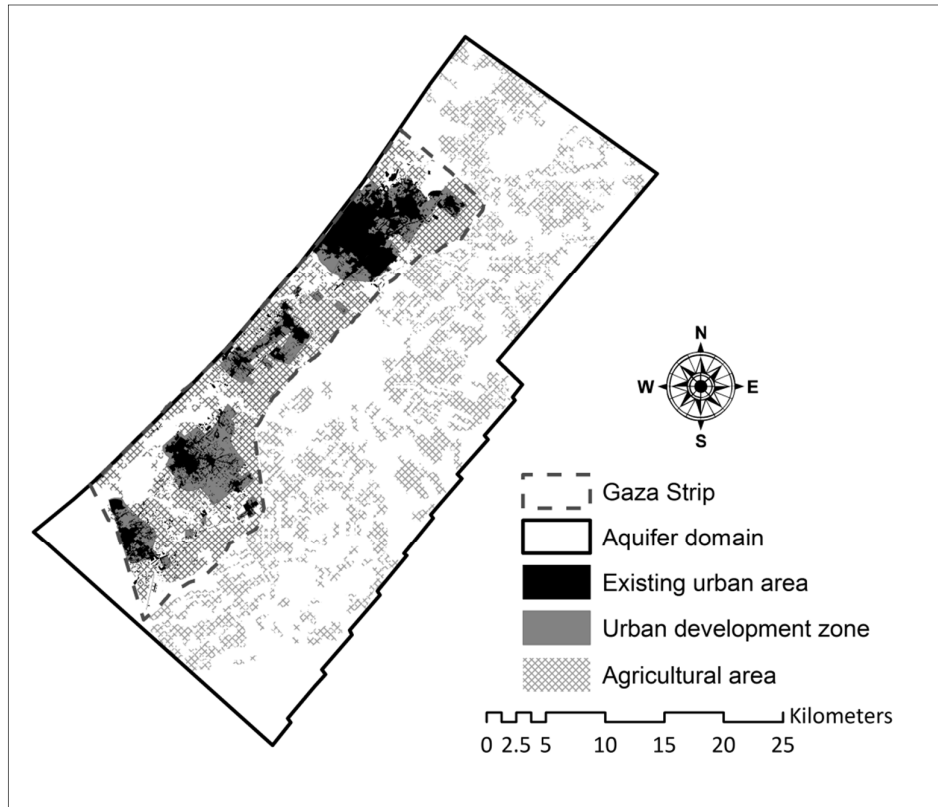 N
W E
S
Gaza Strip
Aquifer domain
Existing urban area
Urban development zone
Agricultural area
Kilometers
0 2.5 5 10 15 20 25